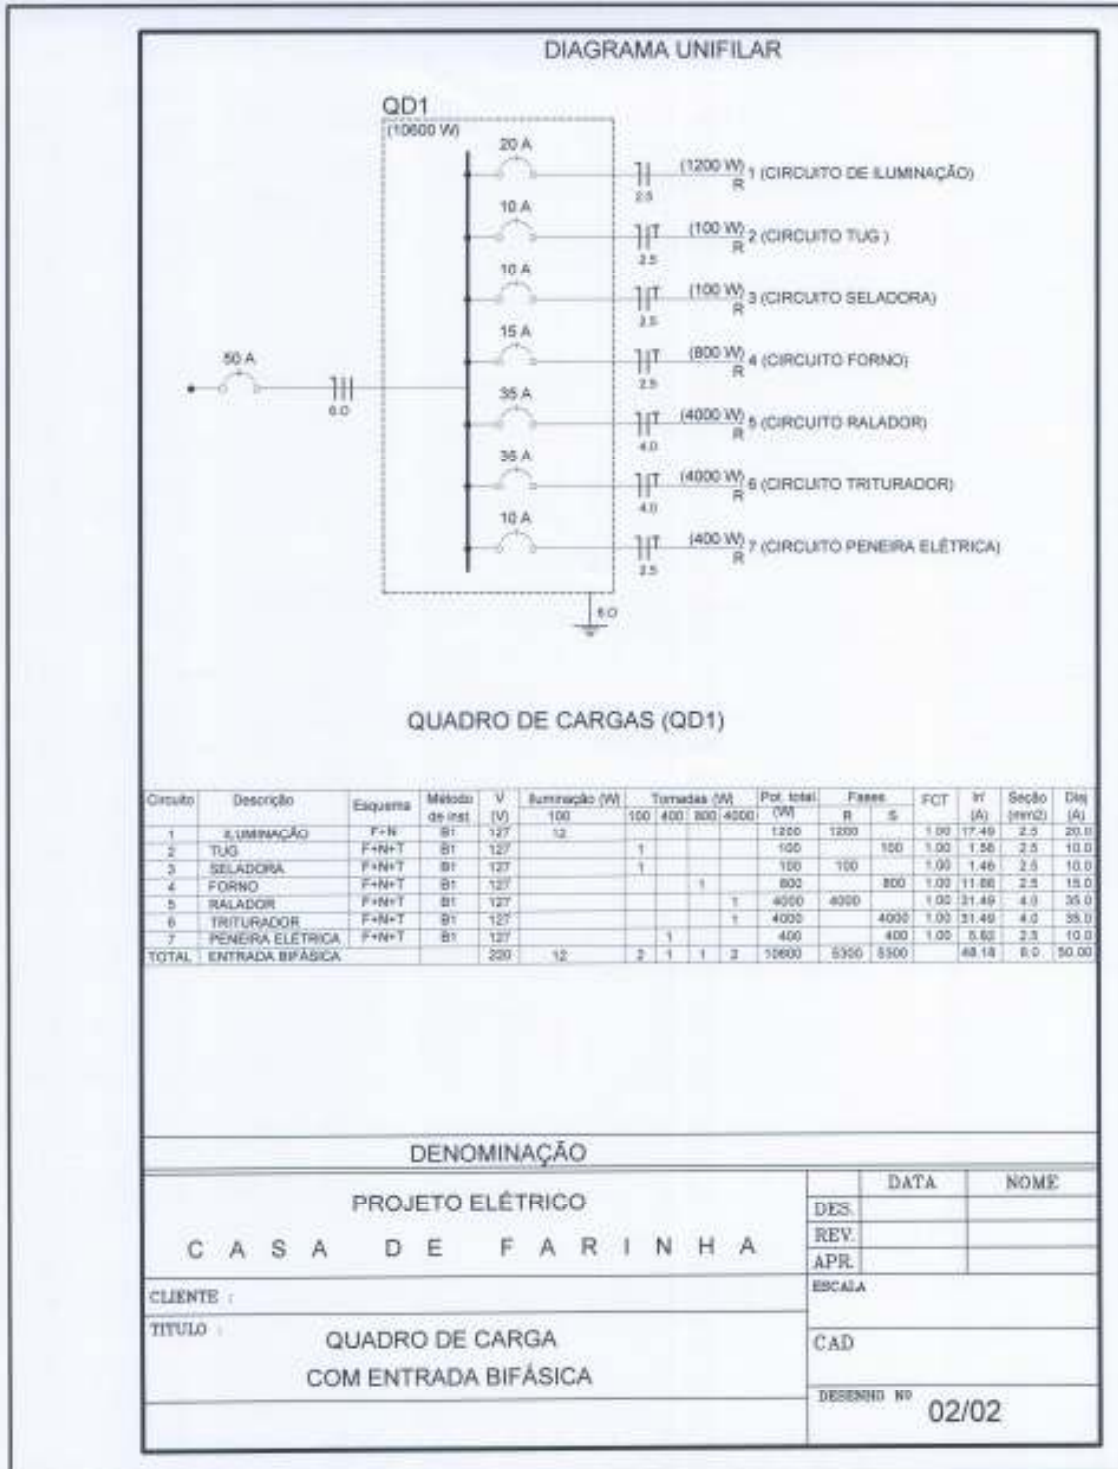 DIAGRAMA UNIFILAR
QD1
(10600 W)
20 A
2.5
(1200 W)
R
1 (CIRCUITO DE ILUMINAÇÃO)
10 A
2.5
(100 W)
R
2 (CIRCUITO TUG )
10 A
2.5
(100 W)
R
3 (CIRCUITO SELADORA)
15 A
2.5
(800 W)
R
4 (CIRCUITO FORNO)
50 A
6.0
35 A
4.0
(4000 W)
R
5 (CIRCUITO RALADOR)
35 A
4.0
(4000 W)
R
6 (CIRCUITO TRITURADOR)
10 A
2.5
(400 W)
R
7 (CIRCUITO PENEIRA ELÉTRICA)
6.0
QUADRO DE CARGAS (QD1)
Circuito Descrição Esquema Método de inst. V (V) Iluminação (W) 100 Tomadas (W) 100 400 800 4000 Pot. total (W) Fases R S FCT In' (A) Seção (mm2) Disj (A)
1 ILUMINAÇÃO F+N B1 127 12 1200 1200 1.00 17.49 2.5 20.0
2 TUG F+N+T B1 127 1 100 100 1.00 2.5 10.0
3 SELADORA F+N+T B1 127 1 100 100 1.00 1.46 2.5 10.0
4 FORNO F+N+T B1 127 1 800 800 1.00 2.5 15.0
5 RALADOR F+N+T B1 127 1 4000 4000 1.00 31.49 4.0 35.0
6 TRITURADOR F+N+T B1 127 1 4000 4000 1.00 31.49 4.0 35.0
7 PENEIRA ELÉTRICA F+N+T B1 127 1 400 400 1.00 2.5 10.0
TOTAL ENTRADA BIFÁSICA 220 12 2 1 1 2 10600 5300 5300 48.18 6.0 50.00
DENOMINAÇÃO
PROJETO ELÉTRICO
CASA DE FARINHA
DATA NOME
DES.
REV.
APR.
CLIENTE :
ESCALA
TITULO :
QUADRO DE CARGA
COM ENTRADA BIFÁSICA
CAD
DESENHO Nº
02/02